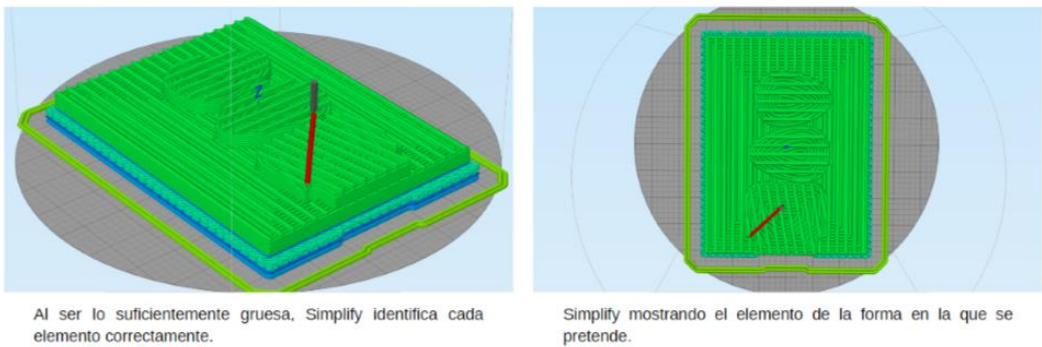 Al ser lo suficientemente gruesa, Simplify identifica cada
elemento correctamente.
Simplify mostrando el elemento de la forma en la que se
pretende.